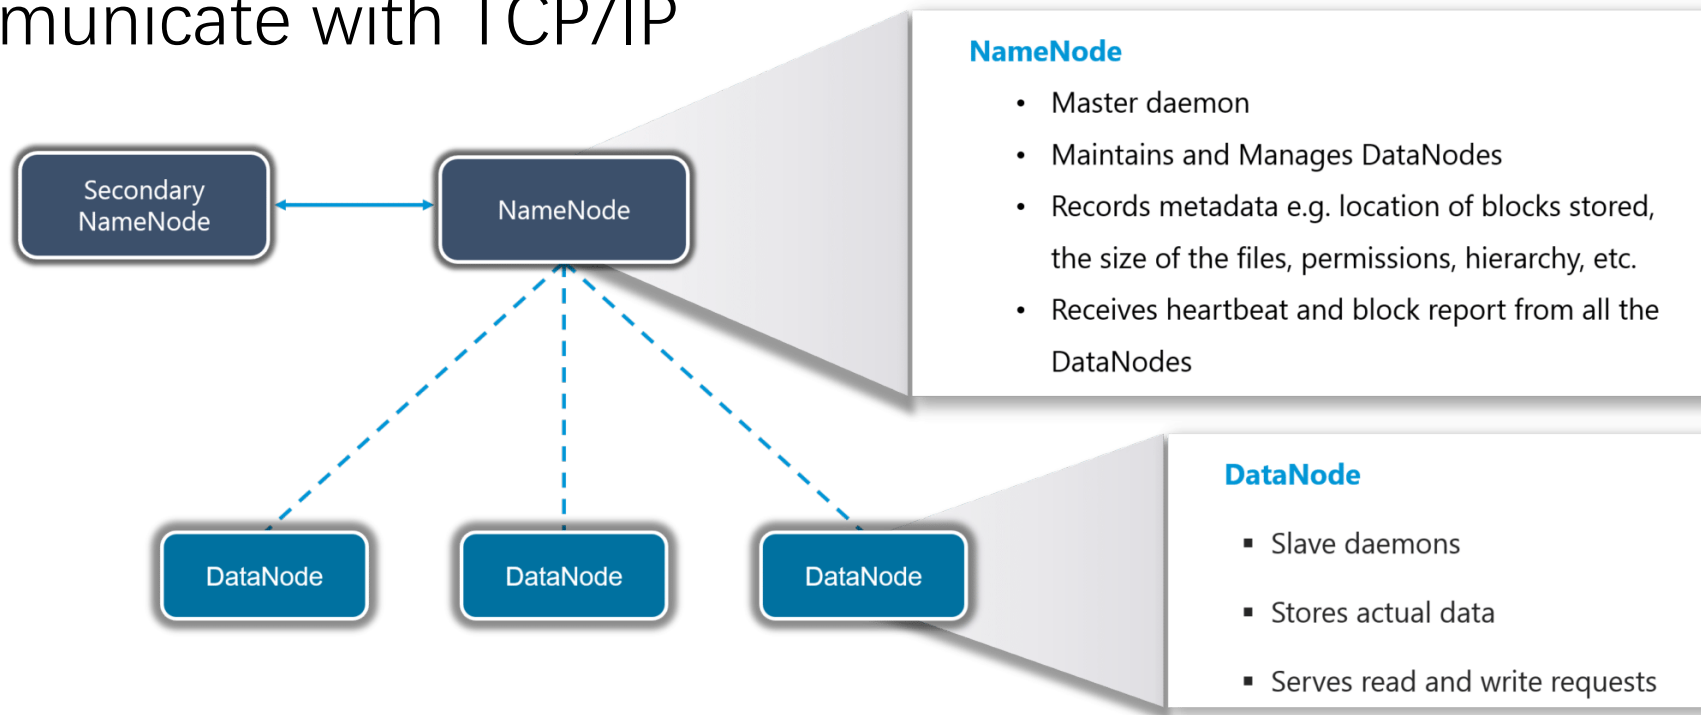 municate with TCP/IP
NameNode
• Master daemon
• Maintains and Manages DataNodes
• Records metadata e.g. location of blocks stored,
the size of the files, permissions, hierarchy, etc.
• Receives heartbeat and block report from all the
DataNodes
Secondary
NameNode
NameNode
DataNode
DataNode
DataNode
DataNode
▪ Slave daemons
▪ Stores actual data
▪ Serves read and write requests